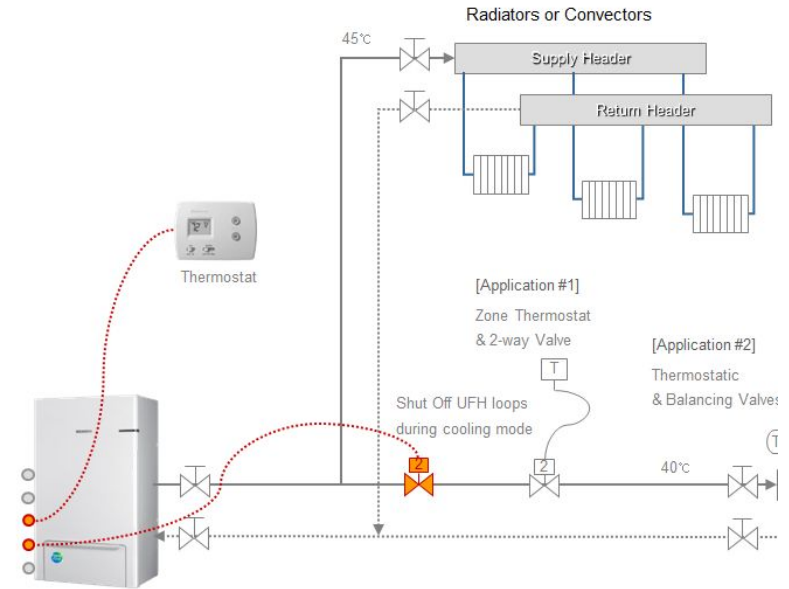 Radiators or Convectors
45℃
Supply Header
Return Header
Thermostat
[Application #1]
Zone Thermostat
& 2-way Valve
T
[Application #2]
Thermostatic
& Balancing Valves
Shut Off UFH loops
during cooling mode
2
2
40℃
T